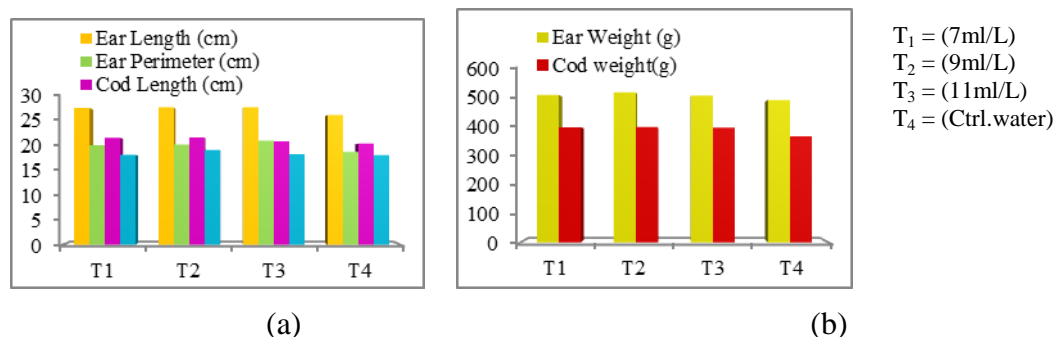 Ear Length (cm)
Ear Perimeter (cm)
Cod Length (cm)
30
25
20
15
10
5
0
T1 T2 T3 T4
(a)
Ear Weight (g)
Cod weight(g)
600
500
400
300
200
100
0
T1 T2 T3 T4
(b)
T₁ = (7ml/L)
T₂ = (9ml/L)
T₃ = (11ml/L)
T₄ = (Ctrl.water)